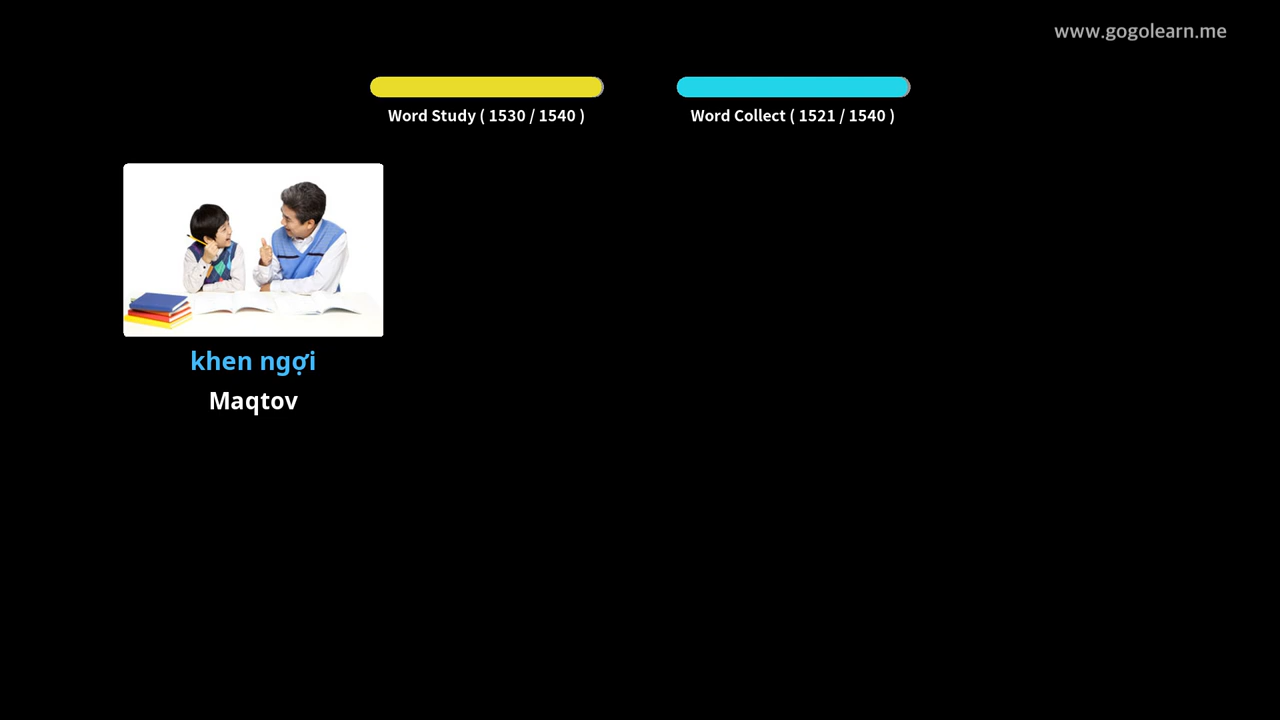 www.gogolearn.me
Word Study ( 1530 / 1540 )
Word Collect ( 1521 / 1540 )
khen ngợi
Maqtov